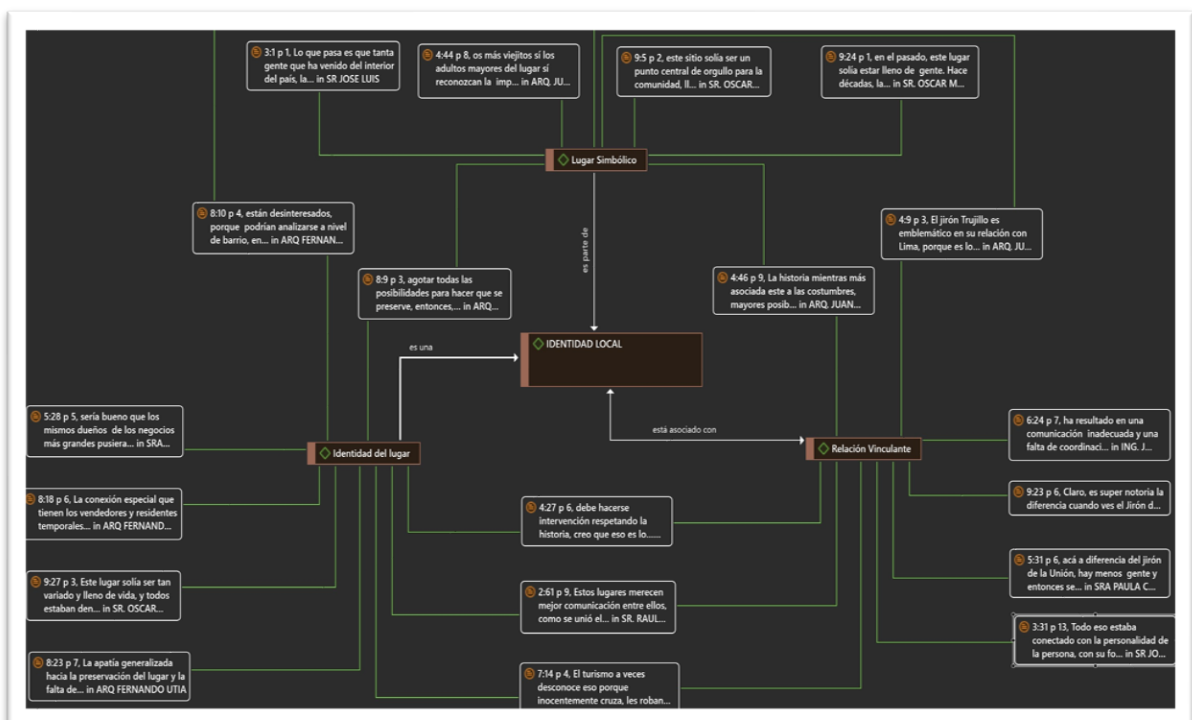 3:1 p 1, Lo que pasa es que tanta
gente que ha venido del interior
del país, la... in SR JOSE LUIS
4:44 p 8, os más viejitos sí los
adultos mayores del lugar sí
reconozcan la imp... in ARQ. JU...
9:5 p 2, este sitio solía ser un
punto central de orgullo para la
comunidad, ll... in SR. OSCAR...
9:24 p 1, en el pasado, este lugar
solía estar lleno de gente. Hace
décadas, la... in SR. OSCAR M...
Lugar Simbólico
8:10 p 4, están desinteresados,
porque podrían analizarse a nivel
de barrio, en... in ARQ FERNAN...
4:9 p 3, El jirón Trujillo es
emblemático en su relación con
Lima, porque es lo... in ARQ. JU...
es parte de
8:9 p 3, agotar todas las
posibilidades para hacer que se
preserve, entonces,... in ARQ...
4:46 p 9, La historia mientras más
asociada este a las costumbres,
mayores posib... in ARQ. JUAN...
IDENTIDAD LOCAL
es una
está asociado con
5:28 p 5, sería bueno que los
mismos dueños de los negocios
más grandes pusiera... in SRA...
Identidad del lugar
Relación Vinculante
6:24 p 7, ha resultado en una
comunicación inadecuada y una
falta de coordinaci... in ING. J...
8:18 p 6, La conexión especial que
tienen los vendedores y residentes
temporales... in ARQ FERNAND...
4:27 p 6, debe hacerse
intervención respetando la
historia, creo que eso es lo......
9:23 p 6, Claro, es super notoria la
diferencia cuando ves el Jirón d...
9:27 p 3, Este lugar solía ser tan
variado y lleno de vida, y todos
estaban den... in SR. OSCAR...
2:61 p 9, Estos lugares merecen
mejor comunicación entre ellos,
como se unió el... in SR. RAUL...
5:31 p 6, acá a diferencia del jirón
de la Unión, hay menos gente y
entonces se... in SRA PAULA C...
3:31 p 13, Todo eso estaba
conectado con la personalidad de
la persona, con su fo... in SR JO...
8:23 p 7, La apatía generalizada
hacia la preservación del lugar y la
falta de... in ARQ FERNANDO UTIA
7:14 p 4, El turismo a veces
desconoce eso porque
inocentemente cruza, les roban...